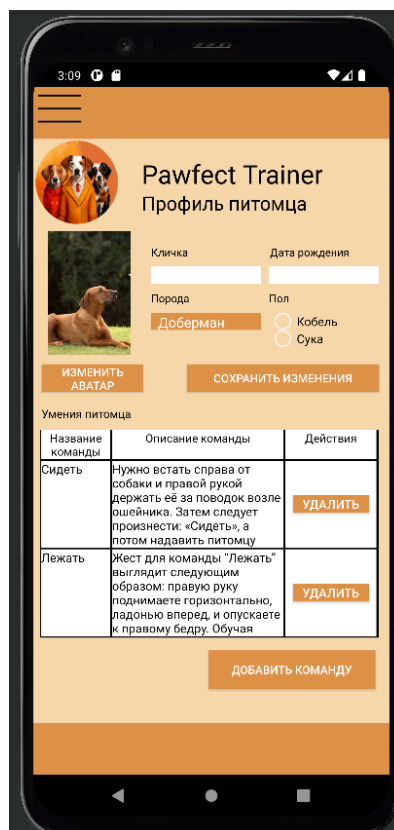 3:09
Pawfect Trainer
Профиль питомца
Кличка
Дата рождения
Порода
Пол
Доберман
Кобель
Сука
ИЗМЕНИТЬ
АВАТАР
СОХРАНИТЬ ИЗМЕНЕНИЯ
Умения питомца
Название
команды
Описание команды
Действия
Сидеть
Нужно встать справа от
собаки и правой рукой
держать её за поводок возле
ошейника. Затем следует
произнести: «Сидеть», а
потом надавить питомцу
УДАЛИТЬ
Лежать
Жест для команды “Лежать”
выглядит следующим
образом: правую руку
поднимаете горизонтально,
ладонью вперед, и опускаете
к правому бедру. Обучая
УДАЛИТЬ
ДОБАВИТЬ КОМАНДУ